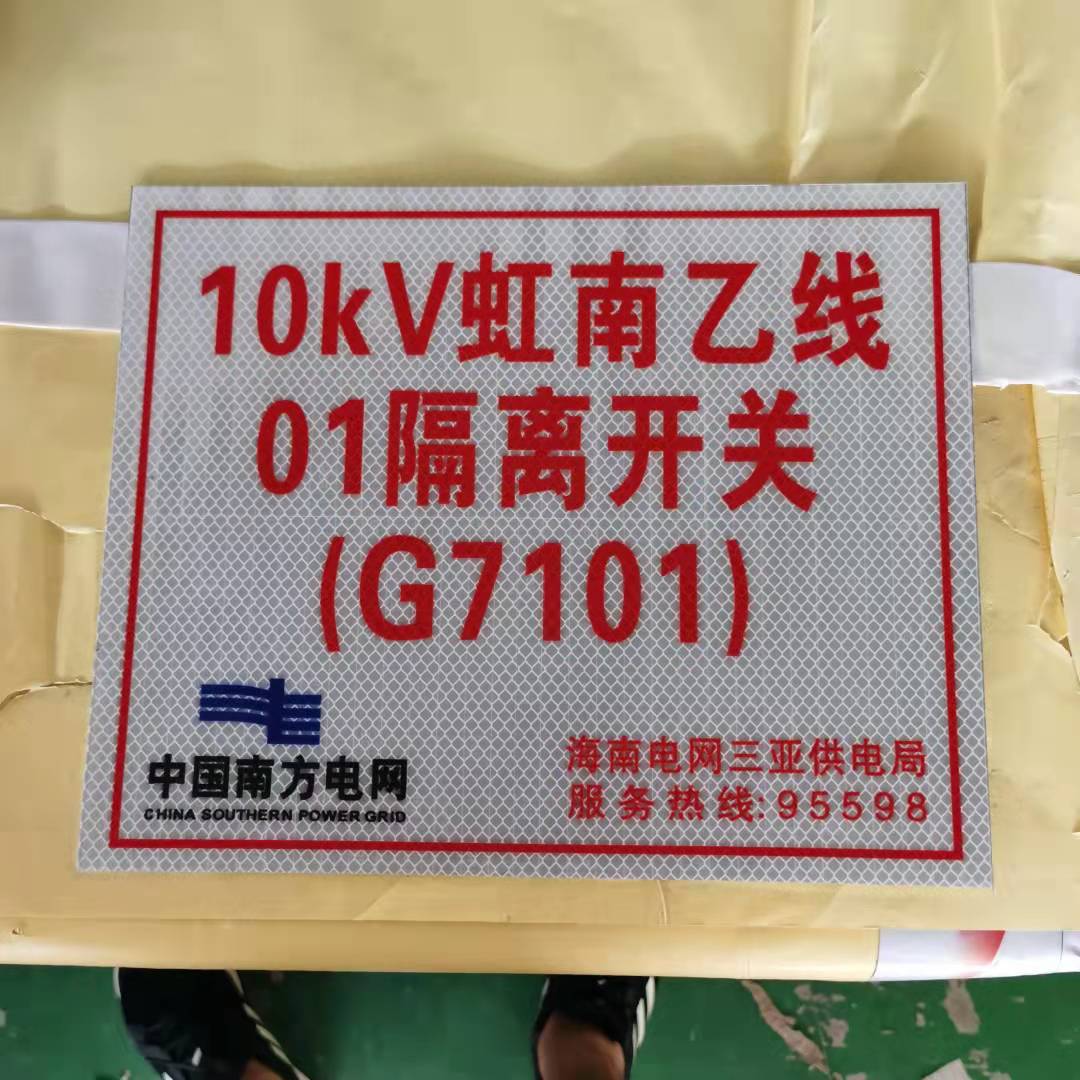 10kV虹南乙线
01隔离开关
(G7101)
中国南方电网
CHINA SOUTHERN POWER GRID
海南电网三亚供电局
服务热线:95598